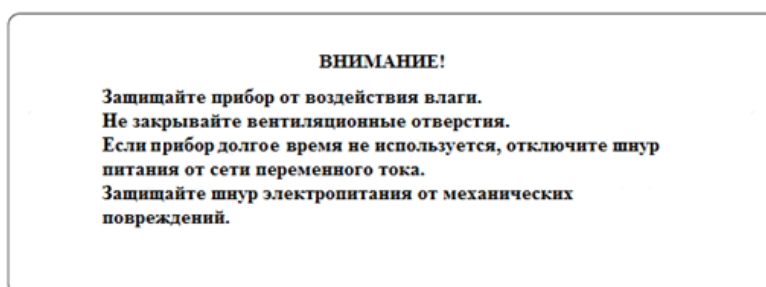 ВНИМАНИЕ!
Защищайте прибор от воздействия влаги.
Не закрывайте вентиляционные отверстия.
Если прибор долгое время не используется, отключите шнур
питания от сети переменного тока.
Защищайте шнур электропитания от механических
повреждений.